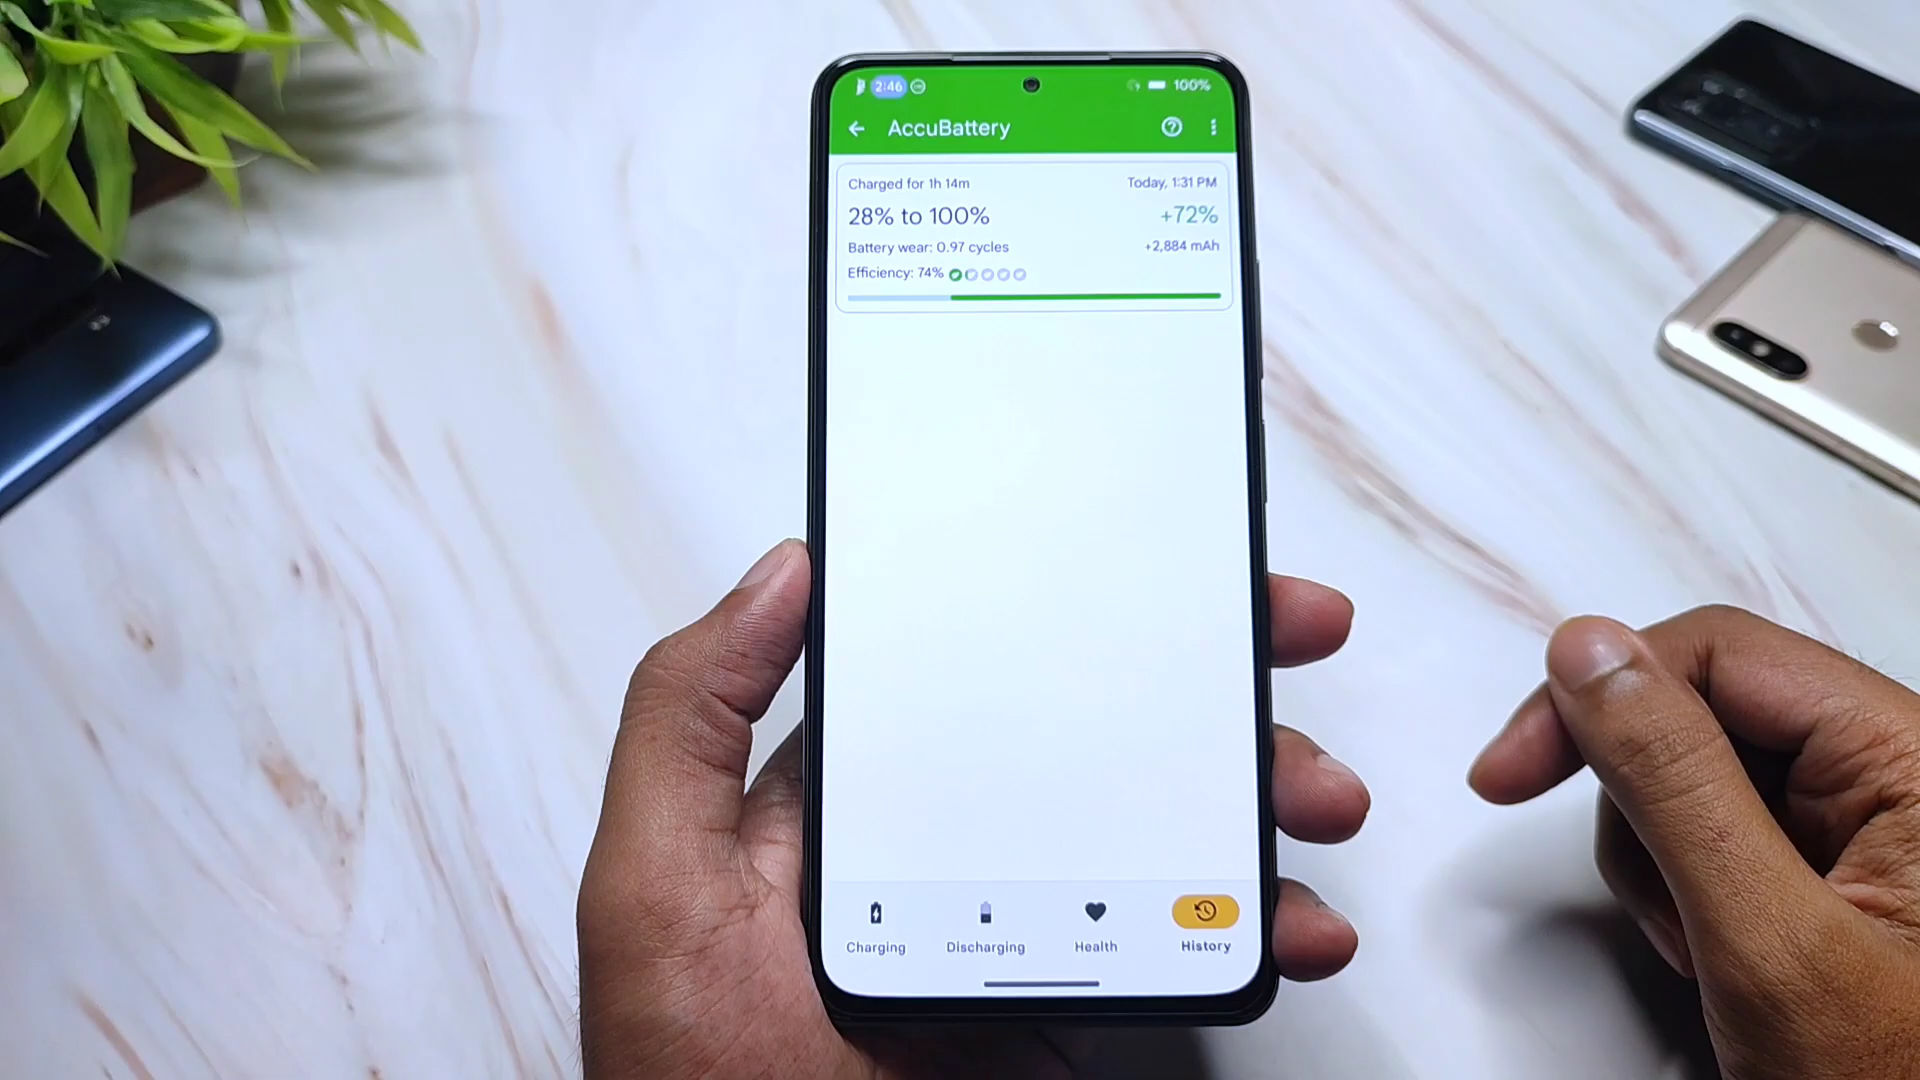 2:46 100%
AccuBattery
Charged for 1h 14m Today, 1:31 PM
28% to 100% +72%
Battery wear: 0.97 cycles +2,884 mAh
Efficiency: 74%
Charging Discharging Health History